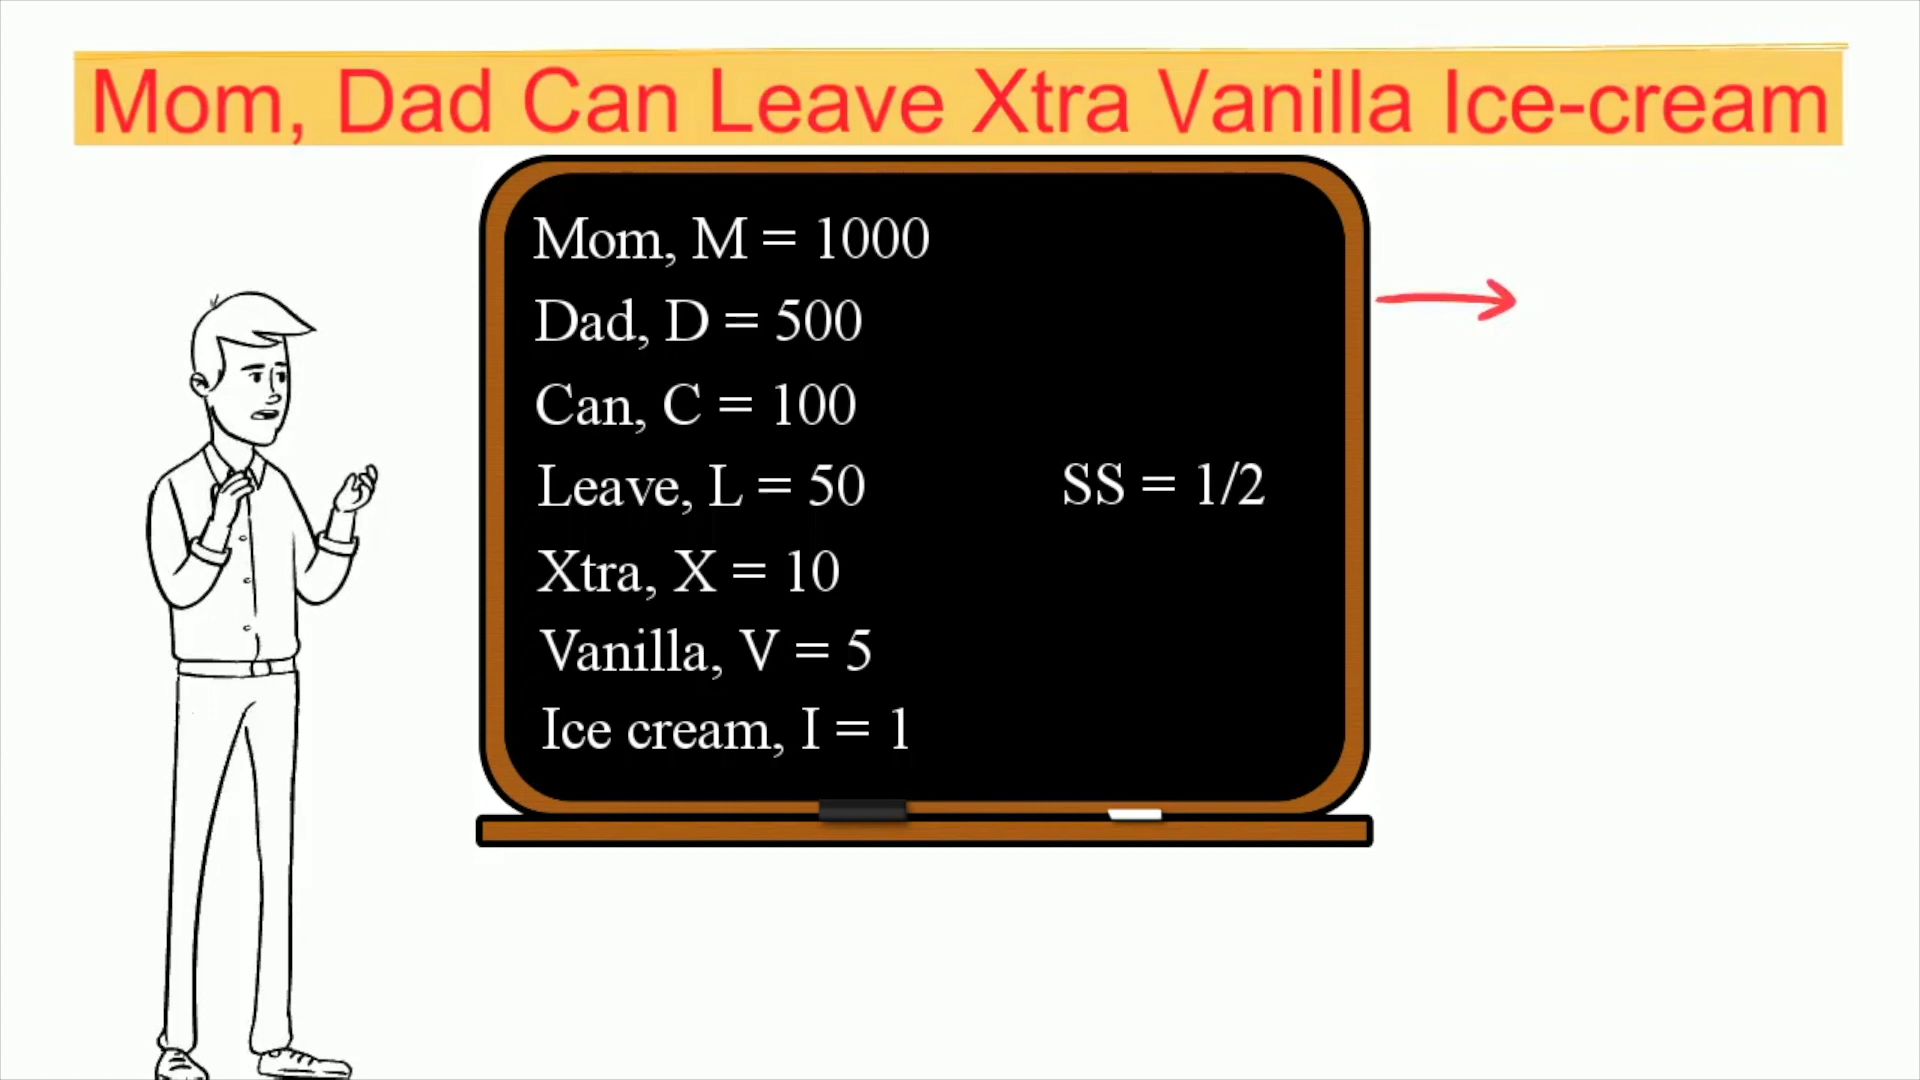 Mom, Dad Can Leave Xtra Vanilla Ice-cream
Mom, M = 1000
Dad, D = 500
Can, C = 100
Leave, L = 50
SS = 1/2
Xtra, X = 10
Vanilla, V = 5
Ice cream, I = 1